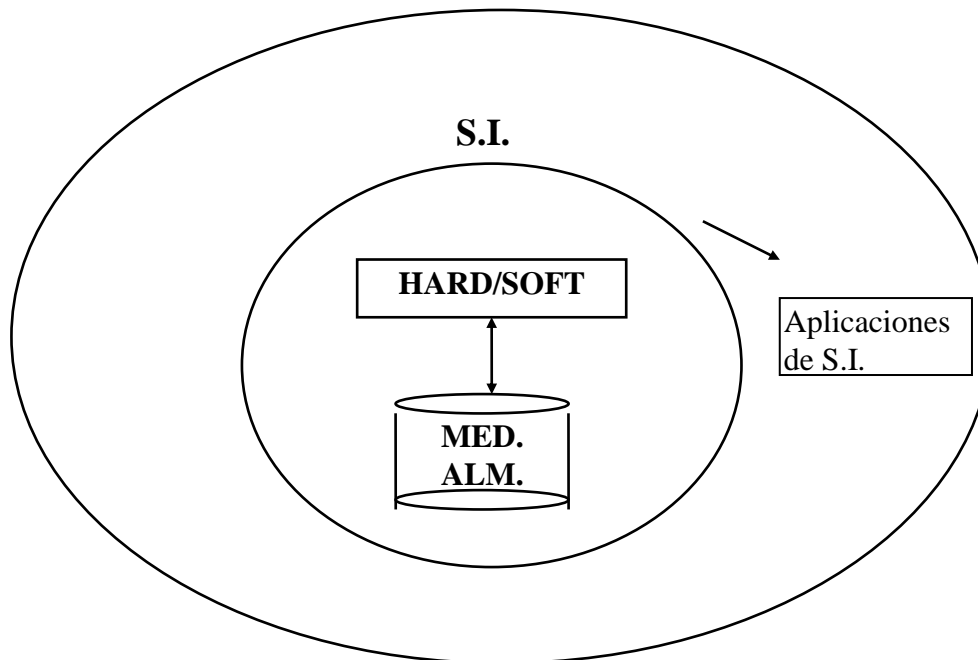 S.I.
HARD/SOFT
Aplicaciones
de S.I.
MED.
ALM.